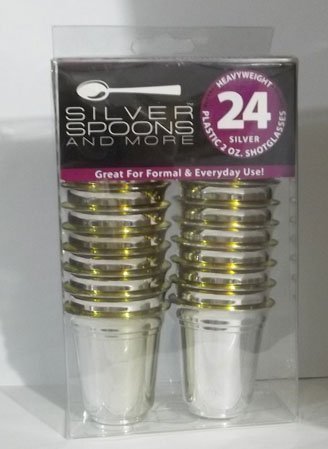 SILVER
SPOONS
AND MORE
HEAVYWEIGHT
24
SILVER
PLASTIC 2 OZ. SHOTGLASSES
Great For Formal & Everyday Use!